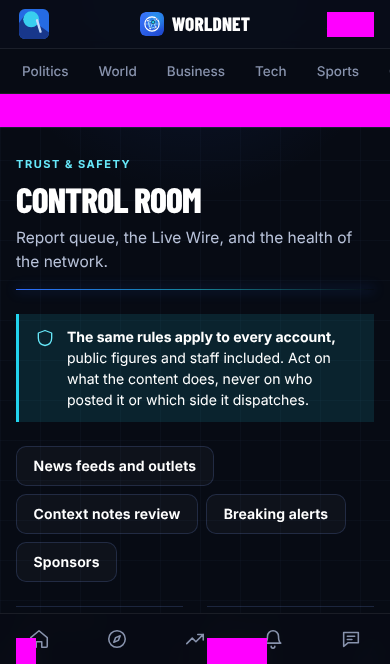 WORLDNET
Politics World Business Tech Sports
TRUST & SAFETY
CONTROL ROOM
Report queue, the Live Wire, and the health of
the network.
The same rules apply to every account,
public figures and staff included. Act on
what the content does, never on who
posted it or which side it dispatches.
News feeds and outlets
Context notes review Breaking alerts
Sponsors